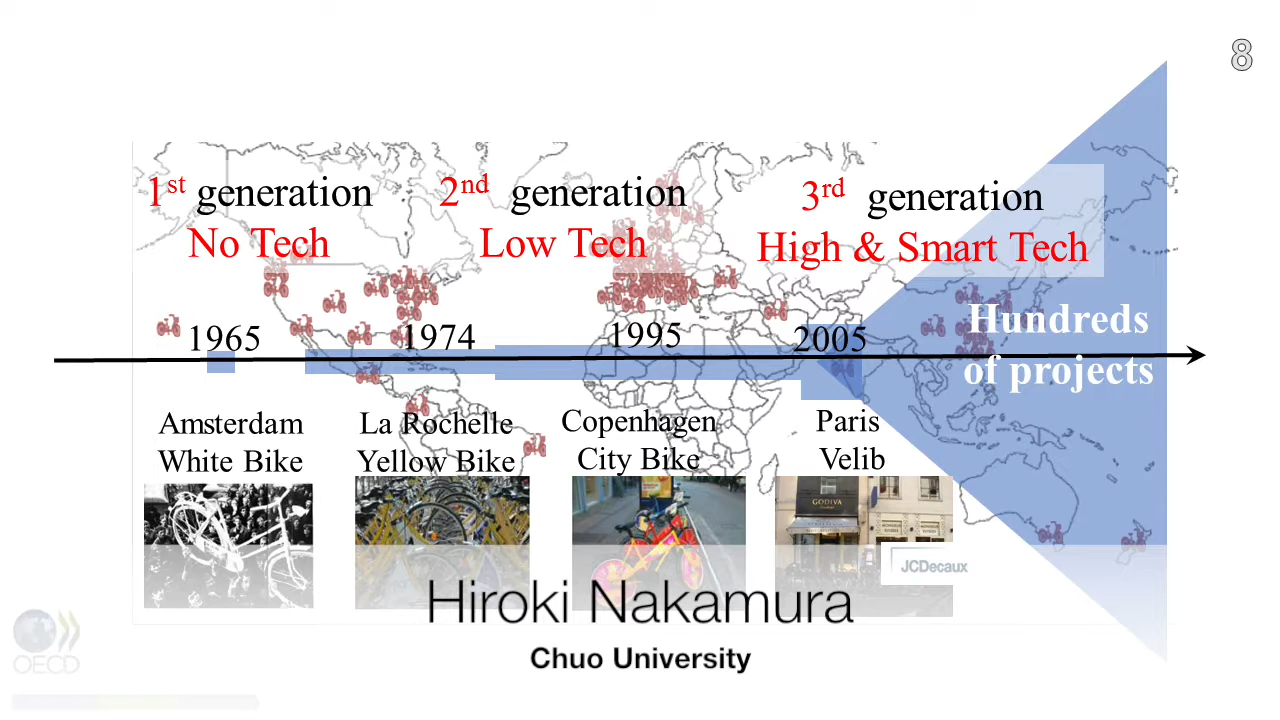 8
1st generation
No Tech
2nd generation
Low Tech
3rd generation
High & Smart Tech
1965
1974
1995
2005
Hundreds
of projects
Amsterdam
White Bike
La Rochelle
Yellow Bike
Copenhagen
City Bike
Paris
Velib
GODIVA
JCDecaux
Hiroki Nakamura
Chuo University
OECD